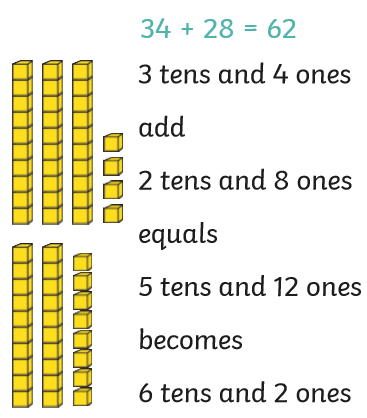 34 + 28 = 62
3 tens and 4 ones
add
2 tens and 8 ones
equals
5 tens and 12 ones
becomes
6 tens and 2 ones